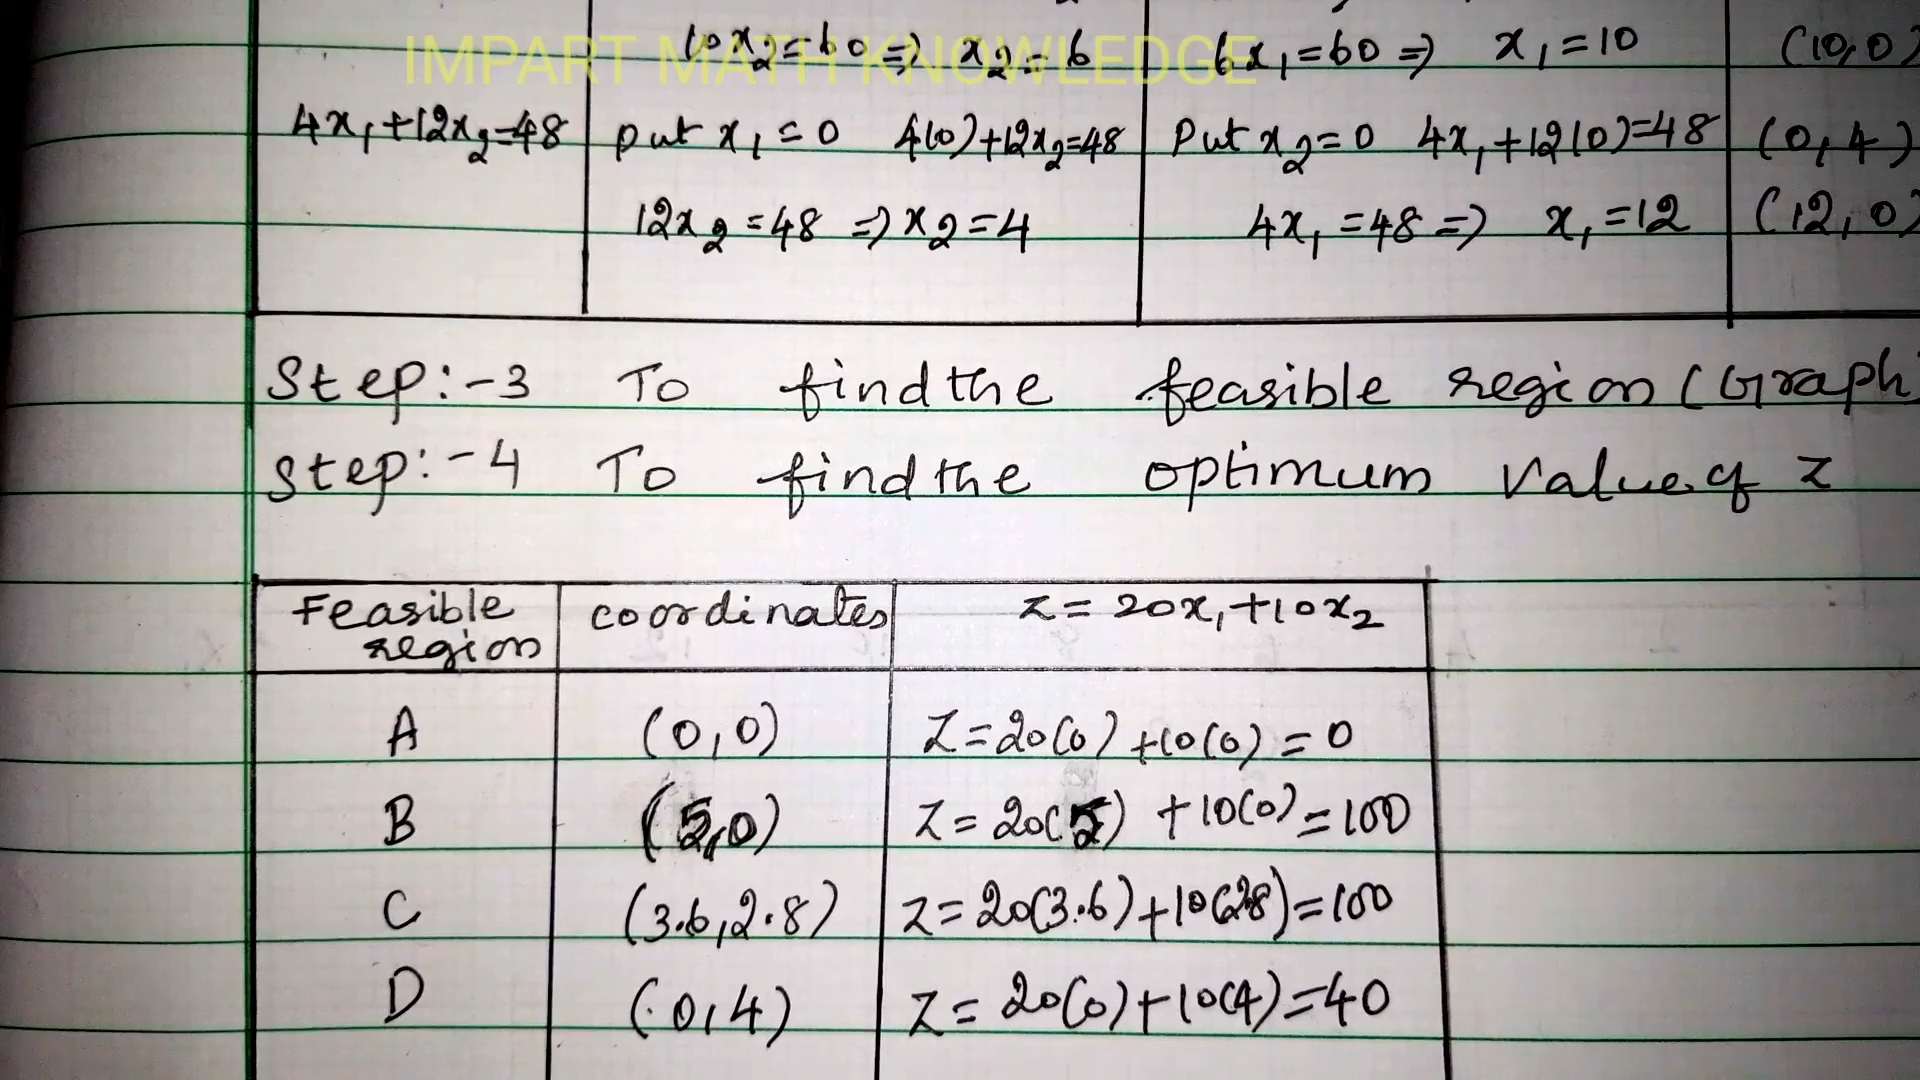 IMPART MATH KNOWLEDGE
10x2=60 => x2=6 6x1=60 => x1=10 (10,0)
4x1+12x2=48 put x1=0 4(0)+12x2=48 Put x2=0 4x1+12(0)=48 (0,4)
12x2=48 => x2=4 4x1=48 => x1=12 (12,0)
Step:-3 To find the feasible region (Graph)
Step:-4 To find the optimum Value of z
Feasible region coordinates z=20x1+10x2
A (0,0) Z=20(0)+10(0)=0
B (5,0) Z=20(5)+10(0)=100
C (3.6,2.8) z=20(3.6)+10(2.8)=100
D (0,4) Z=20(0)+10(4)=40